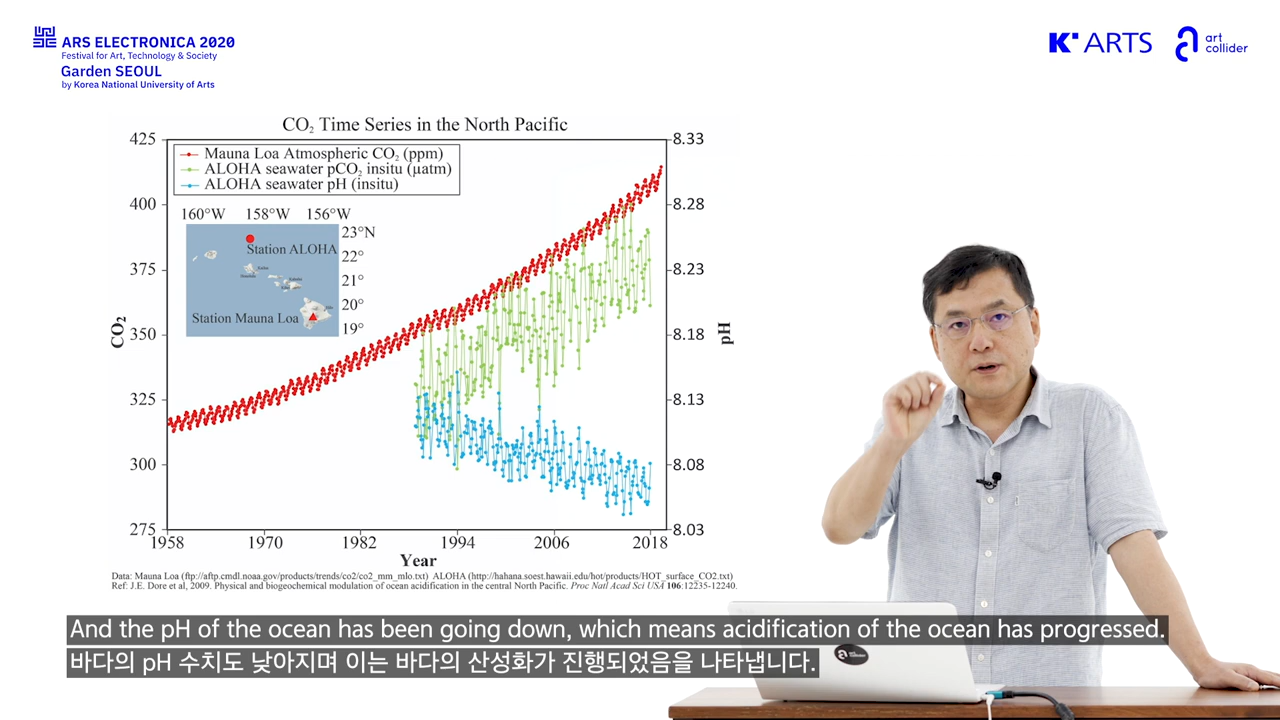 ARS ELECTRONICA 2020
Festival for Art, Technology & Society
Garden SEOUL
by Korea National University of Arts
K'ARTS
art
collider
CO₂ Time Series in the North Pacific
Mauna Loa Atmospheric CO₂ (ppm)
ALOHA seawater pCO₂ insitu (µatm)
ALOHA seawater pH (insitu)
425
400
375
350
325
300
275
CO₂
160°W 158°W 156°W
23°N
22°
21°
20°
19°
Station ALOHA
Station Mauna Loa
8.33
8.28
8.23
8.18
8.13
8.08
8.03
pH
1958 1970 1982 1994 2006 2018
Year
Data: Mauna Loa (ftp://aftp.cmdl.noaa.gov/products/trends/co2/co2_mm_mlo.txt) ALOHA (http://hahana.soest.hawaii.edu/hot/products/HOT_surface_CO2.txt)
Ref: J.E. Dore et al, 2009. Physical and biogeochemical modulation of ocean acidification in the central North Pacific. Proc Natl Acad Sci USA 106:12235-12240.
And the pH of the ocean has been going down, which means acidification of the ocean has progressed.
바다의 pH 수치도 낮아지며 이는 바다의 산성화가 진행되었음을 나타냅니다.
art
collider